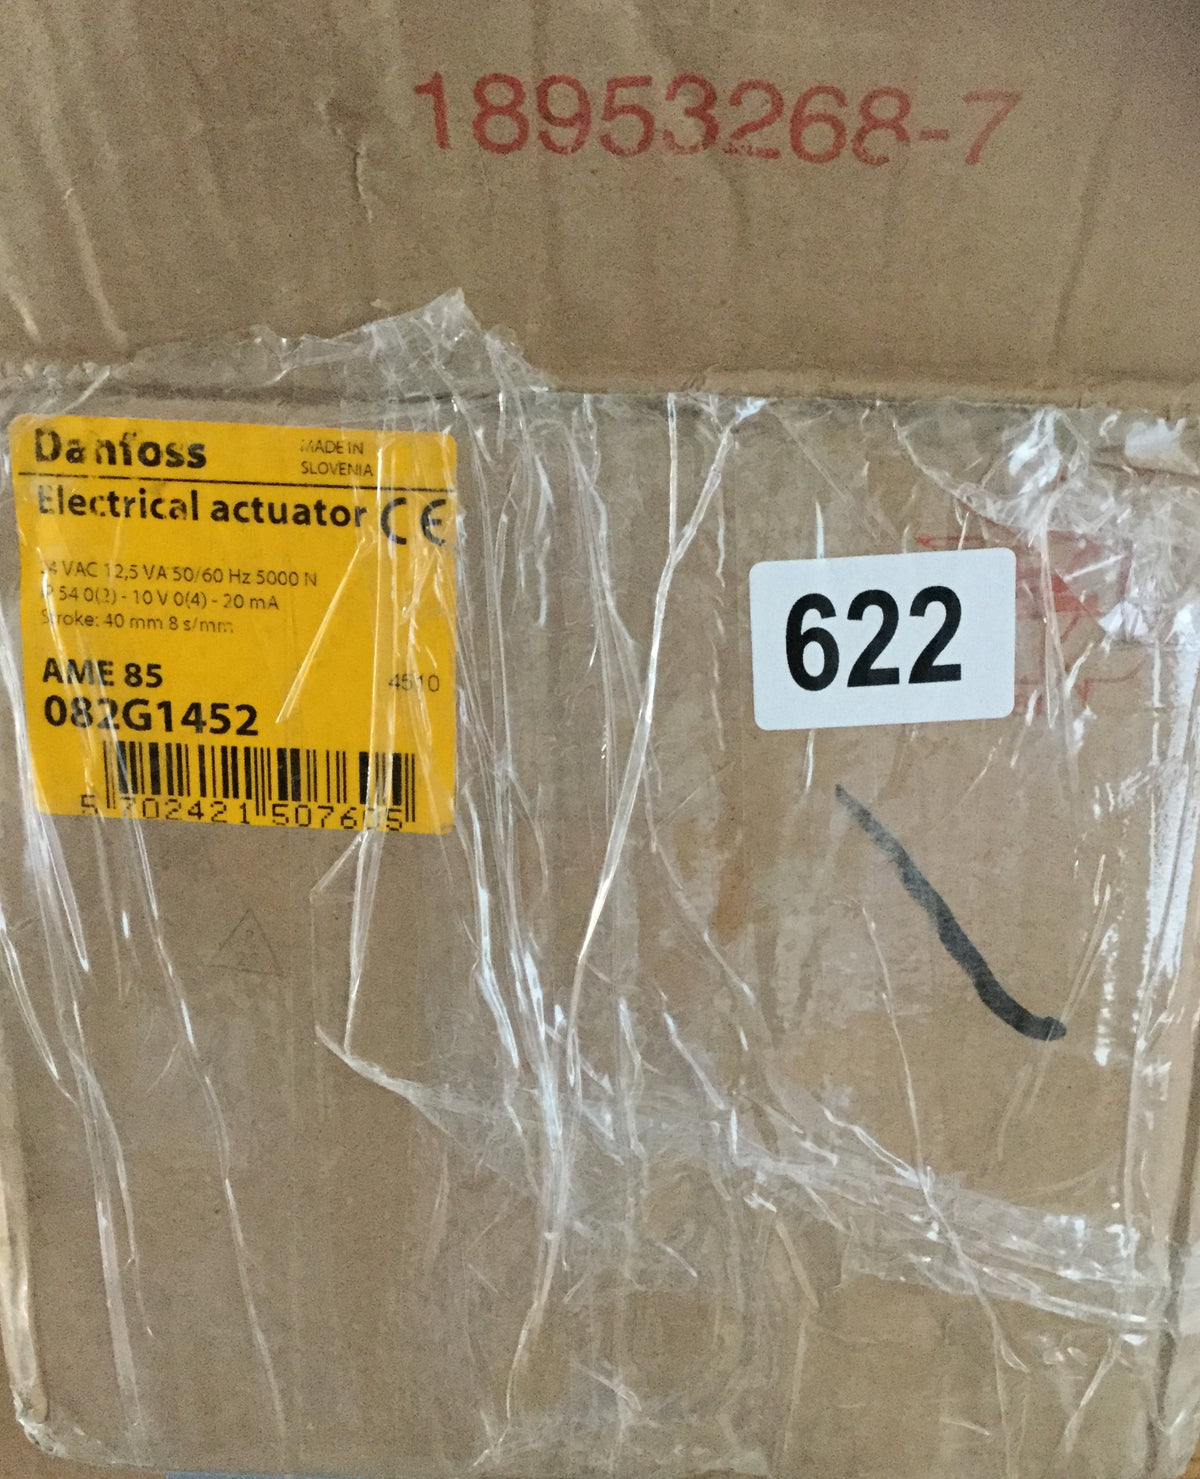 18953268-7
Danfoss
MADE IN
SLOVENIA
Electrical actuator CE
24 VAC 12,5 VA 50/60 Hz 5000 N
IP 54 0(2) - 10 V 0(4) - 20 mA
Stroke: 40 mm 8 s/mm
AME 85
4510
082G1452
5 702421 507605
622